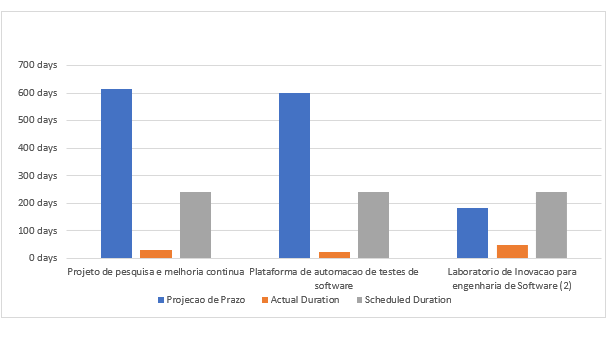 700 days
600 days
500 days
400 days
300 days
200 days
100 days
0 days
Projeto de pesquisa e melhoria continua
Plataforma de automacao de testes de
software
Laboratorio de Inovacao para
engenharia de Software (2)
Projecao de Prazo
Actual Duration
Scheduled Duration